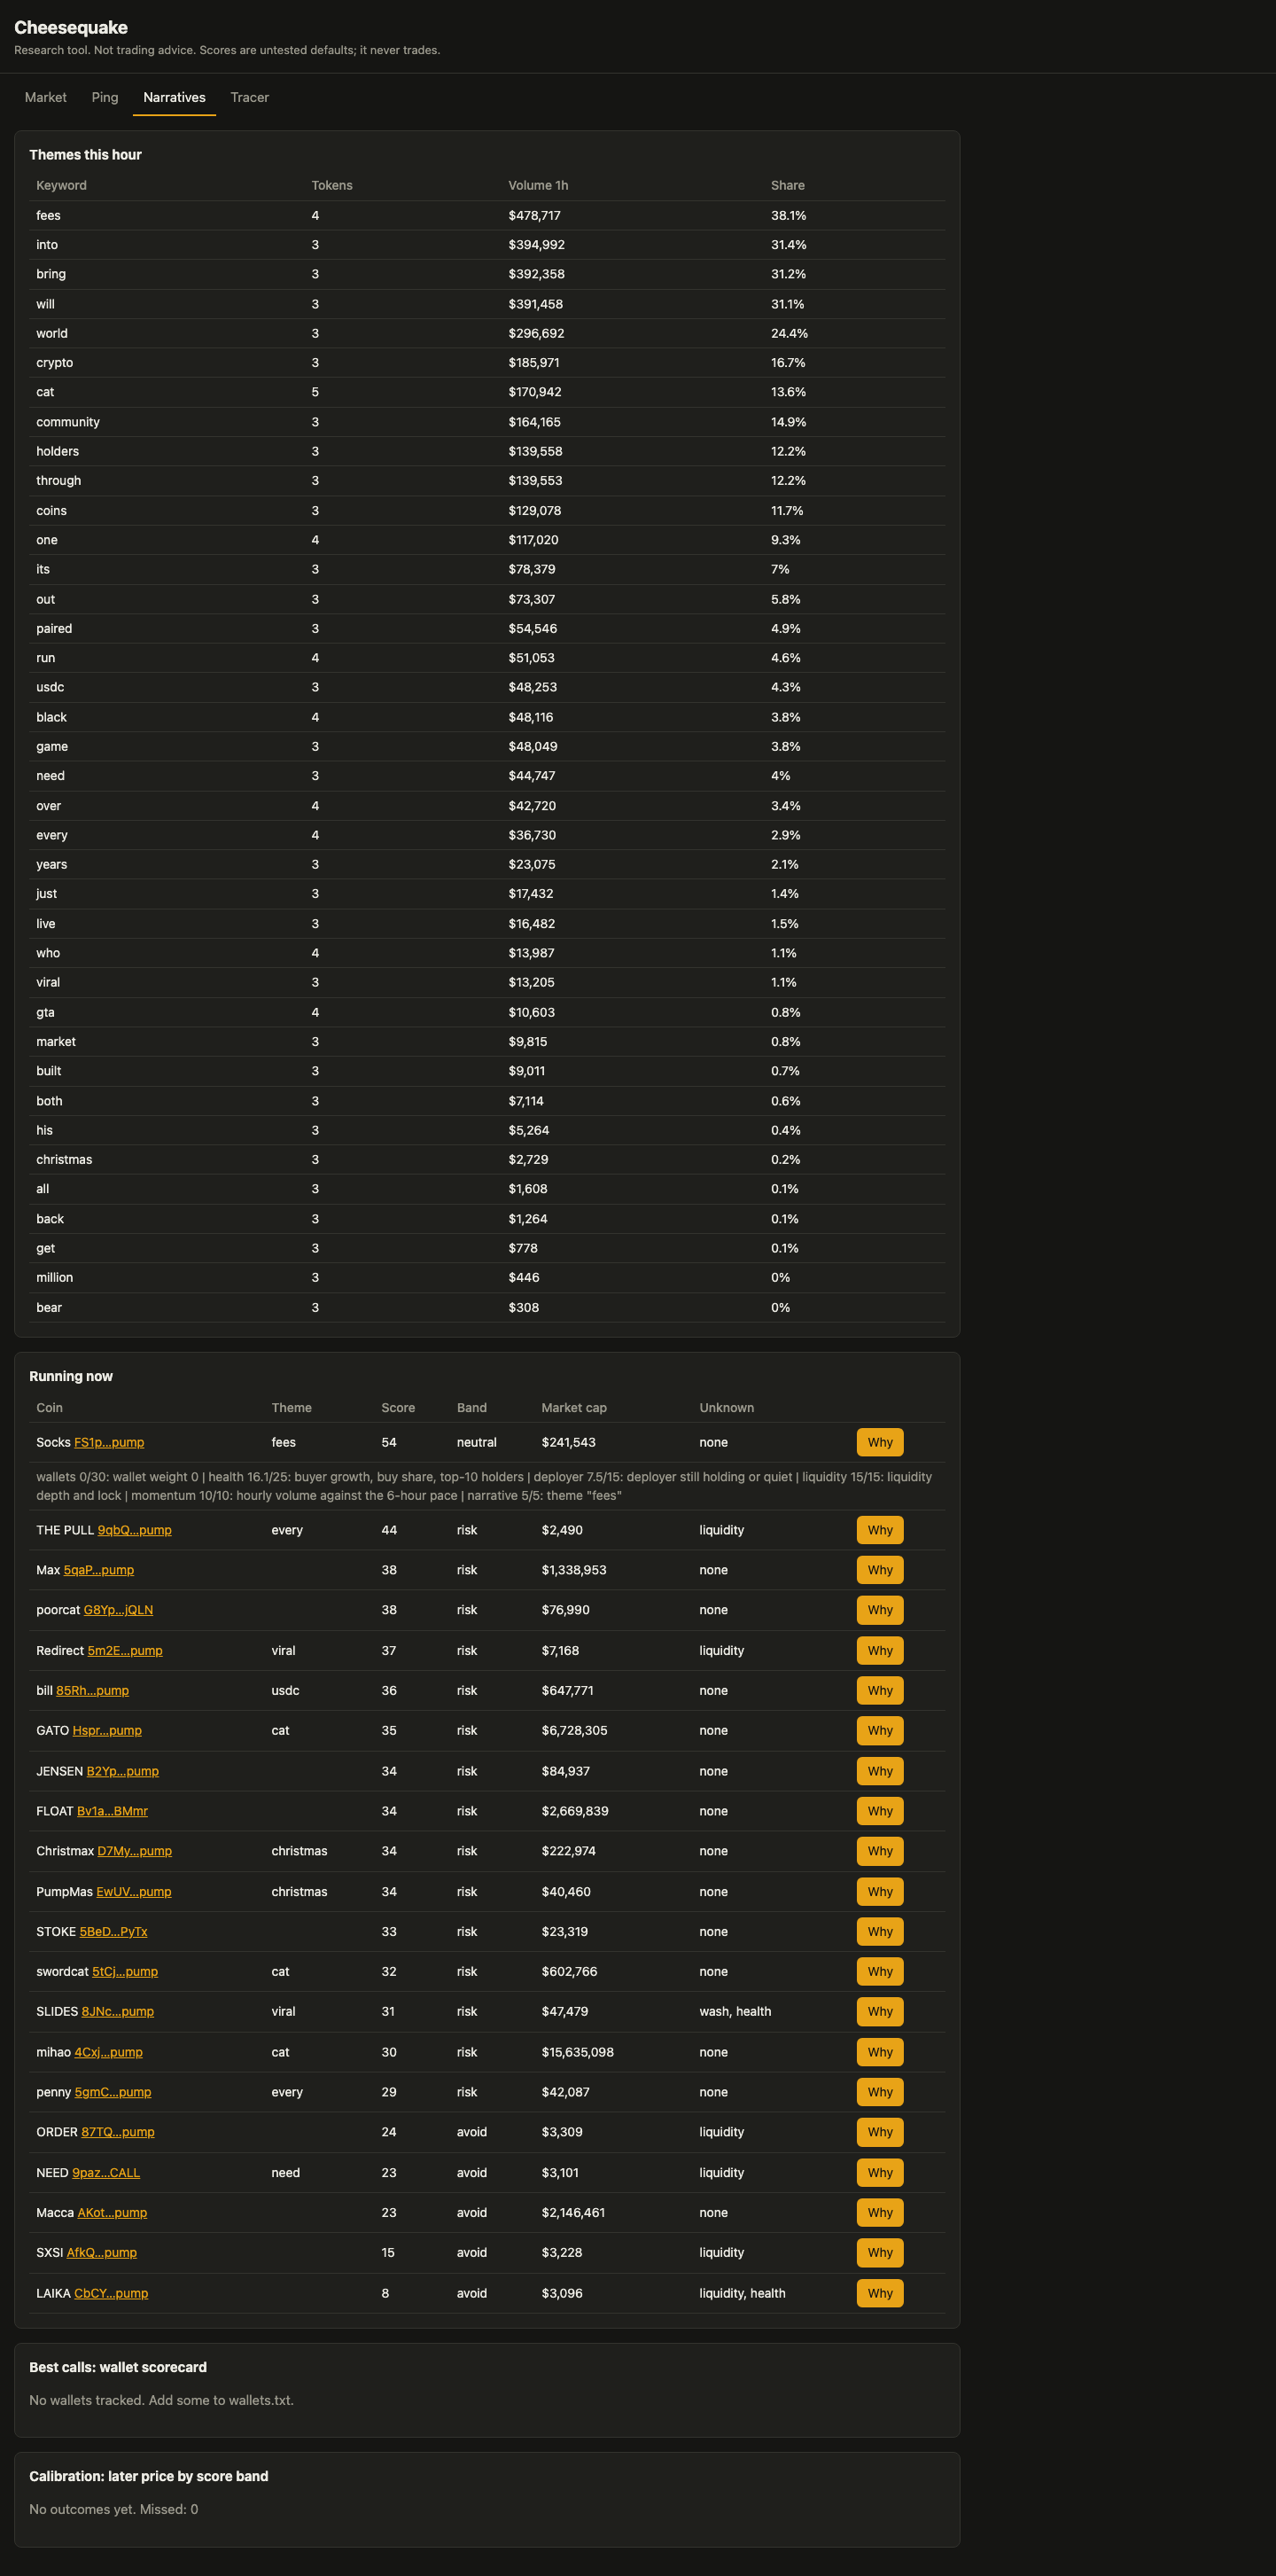 Cheesequake
Research tool. Not trading advice. Scores are untested defaults; it never trades.
Market Ping Narratives Tracer
Themes this hour
Keyword Tokens Volume 1h Share
fees 4 $478,717 38.1%
into 3 $394,992 31.4%
bring 3 $392,358 31.2%
will 3 $391,458 31.1%
world 3 $296,692 24.4%
crypto 3 $185,971 16.7%
cat 5 $170,942 13.6%
community 3 $164,165 14.9%
holders 3 $139,558 12.2%
through 3 $139,553 12.2%
coins 3 $129,078 11.7%
one 4 $117,020 9.3%
its 3 $78,379 7%
out 3 $73,307 5.8%
paired 3 $54,546 4.9%
run 4 $51,053 4.6%
usdc 3 $48,253 4.3%
black 4 $48,116 3.8%
game 3 $48,049 3.8%
need 3 $44,747 4%
over 4 $42,720 3.4%
every 4 $36,730 2.9%
years 3 $23,075 2.1%
just 3 $17,432 1.4%
live 3 $16,482 1.5%
who 4 $13,987 1.1%
viral 3 $13,205 1.1%
gta 4 $10,603 0.8%
market 3 $9,815 0.8%
built 3 $9,011 0.7%
both 3 $7,114 0.6%
his 3 $5,264 0.4%
christmas 3 $2,729 0.2%
all 3 $1,608 0.1%
back 3 $1,264 0.1%
get 3 $778 0.1%
million 3 $446 0%
bear 3 $308 0%
Running now
Coin Theme Score Band Market cap Unknown
Socks FS1p...pump fees 54 neutral $241,543 none Why
wallets 0/30: wallet weight 0 | health 16.1/25: buyer growth, buy share, top-10 holders | deployer 7.5/15: deployer still holding or quiet | liquidity 15/15: liquidity
depth and lock | momentum 10/10: hourly volume against the 6-hour pace | narrative 5/5: theme "fees"
THE PULL 9qbQ...pump every 44 risk $2,490 liquidity Why
Max 5qaP...pump 38 risk $1,338,953 none Why
poorcat G8Yp...jQLN 38 risk $76,990 none Why
Redirect 5m2E...pump viral 37 risk $7,168 liquidity Why
bill 85Rh...pump usdc 36 risk $647,771 none Why
GATO Hspr...pump cat 35 risk $6,728,305 none Why
JENSEN B2Yp...pump 34 risk $84,937 none Why
FLOAT Bv1a...BMmr 34 risk $2,669,839 none Why
Christmax D7My...pump christmas 34 risk $222,974 none Why
PumpMas EwUV...pump christmas 34 risk $40,460 none Why
STOKE 5BeD...PyTx 33 risk $23,319 none Why
swordcat 5tCj...pump cat 32 risk $602,766 none Why
SLIDES 8JNc...pump viral 31 risk $47,479 wash, health Why
mihao 4Cxj...pump cat 30 risk $15,635,098 none Why
penny 5gmC...pump every 29 risk $42,087 none Why
ORDER 87TQ...pump 24 avoid $3,309 liquidity Why
NEED 9paz...CALL need 23 avoid $3,101 liquidity Why
Macca AKot...pump 23 avoid $2,146,461 none Why
SXSI AfkQ...pump 15 avoid $3,228 liquidity Why
LAIKA CbCY...pump 8 avoid $3,096 liquidity, health Why
Best calls: wallet scorecard
No wallets tracked. Add some to wallets.txt.
Calibration: later price by score band
No outcomes yet. Missed: 0